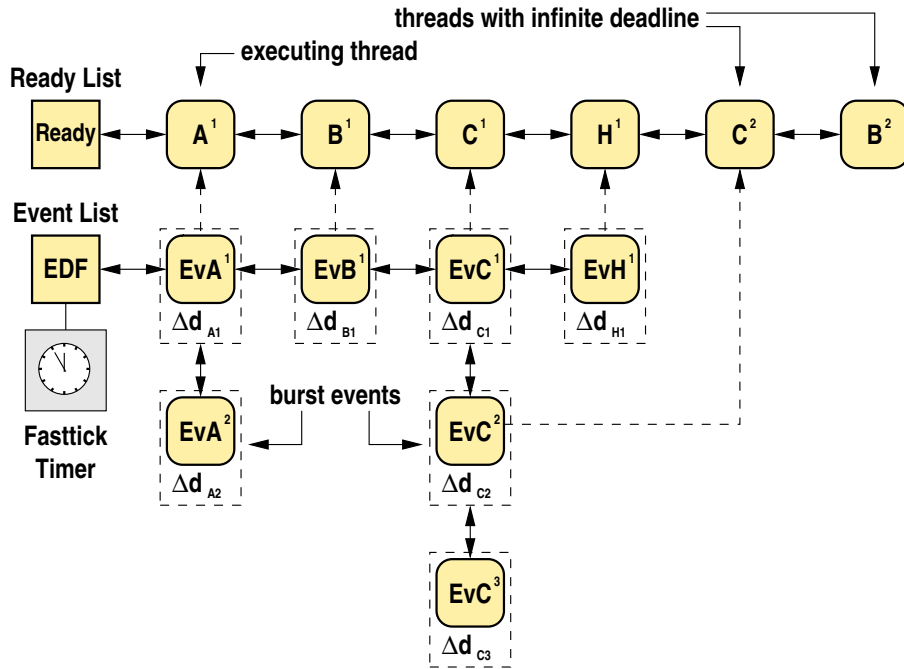 threads with infinite deadline
executing thread
Ready List
Ready
A¹
B¹
C¹
H¹
C²
B²
Event List
EDF
EvA¹
EvB¹
EvC¹
EvH¹
Δd A1
Δd B1
Δd C1
Δd H1
burst events
Fasttick
Timer
EvA²
EvC²
Δd A2
Δd C2
EvC³
Δd C3